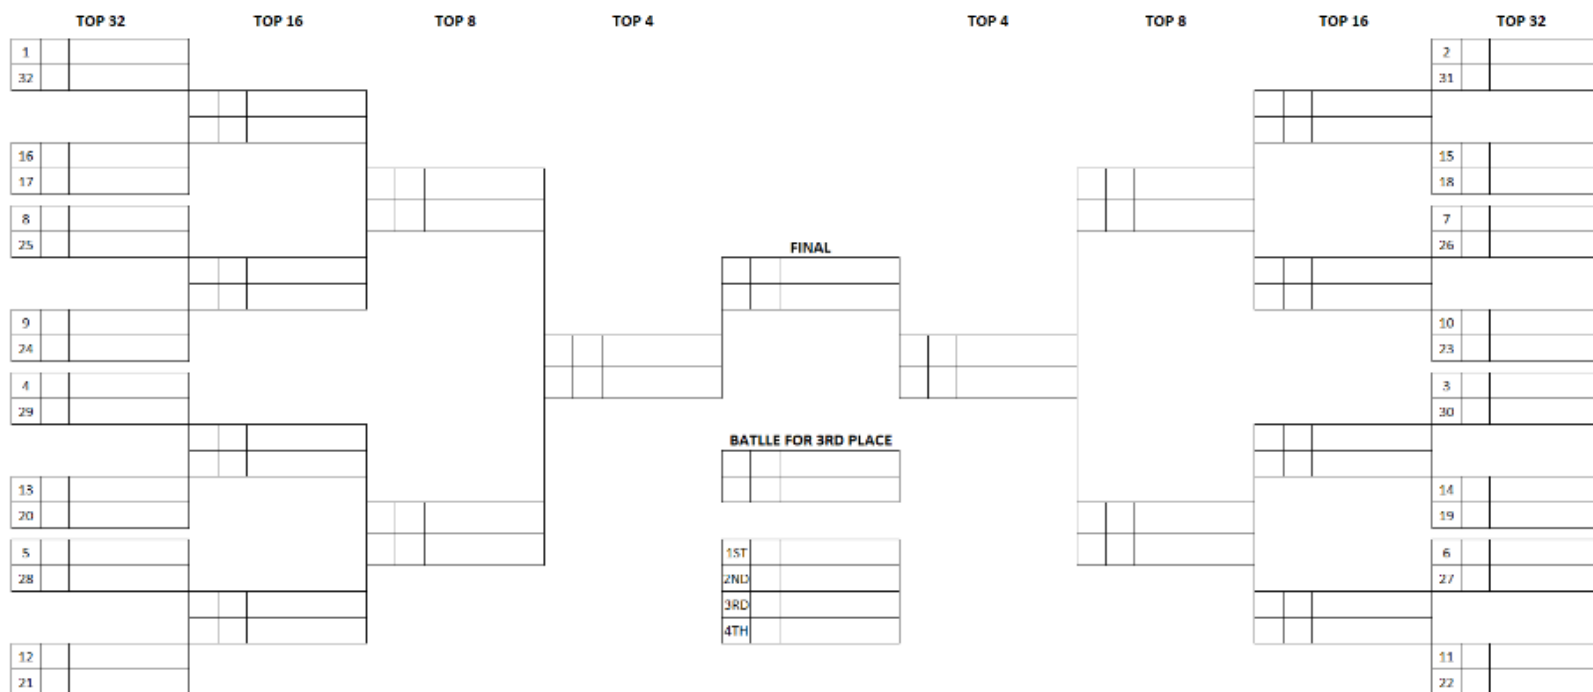 TOP 32 TOP 16 TOP 8 TOP 4 TOP 4 TOP 8 TOP 16 TOP 32
1 2
32 31
16 15
17 18
8 7
25 26
FINAL
9 10
24 23
4 3
29 30
BATLLE FOR 3RD PLACE
13 14
20 19
5 1ST 6
28 2ND 27
3RD
4TH
12 11
21 22